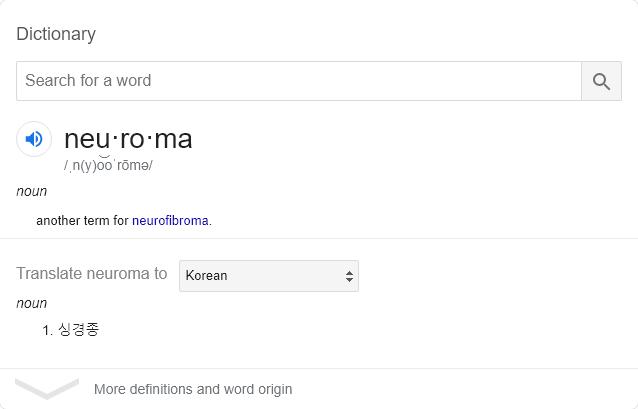 Dictionary
Search for a word
neu·ro·ma
/ˌn(y)o͝oˈrōmə/
noun
another term for neurofibroma.
Translate neuroma to Korean
noun
1. 싱경종
More definitions and word origin